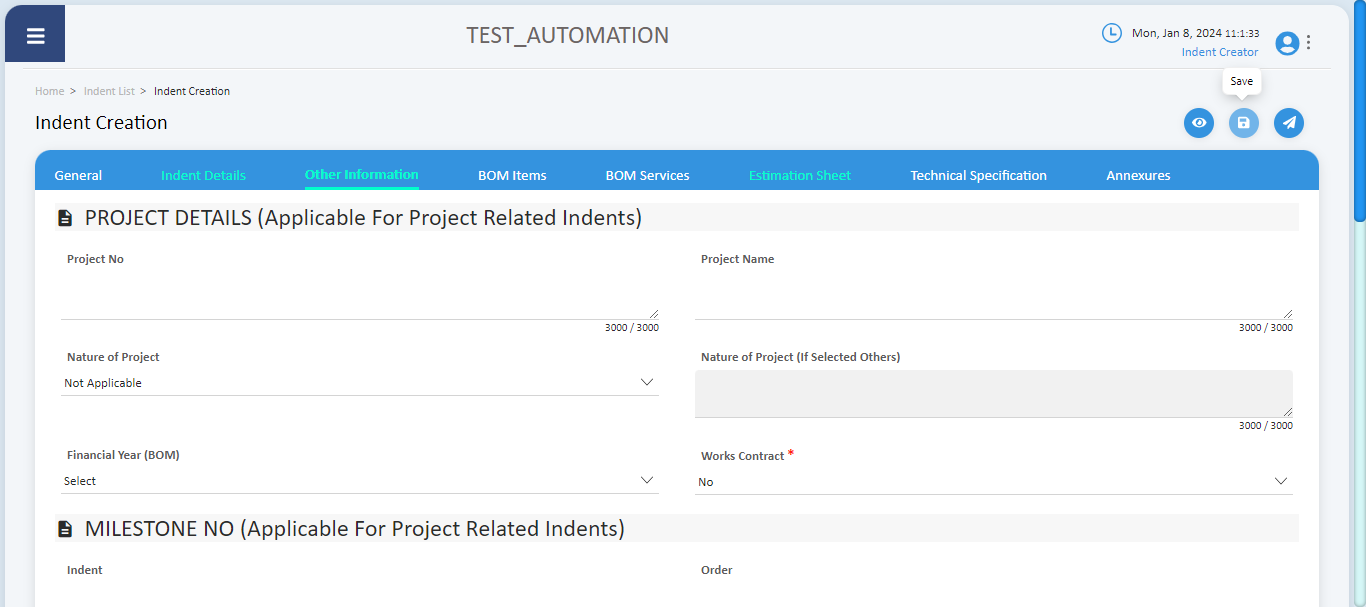 TEST_AUTOMATION
Mon, Jan 8, 2024 11:1:33
Indent Creator
Home > Indent List > Indent Creation
Save
Indent Creation
General Indent Details Other Information BOM Items BOM Services Estimation Sheet Technical Specification Annexures
PROJECT DETAILS (Applicable For Project Related Indents)
Project No Project Name
3000 / 3000 3000 / 3000
Nature of Project Nature of Project (If Selected Others)
Not Applicable
3000 / 3000
Financial Year (BOM) Works Contract *
Select No
MILESTONE NO (Applicable For Project Related Indents)
Indent Order